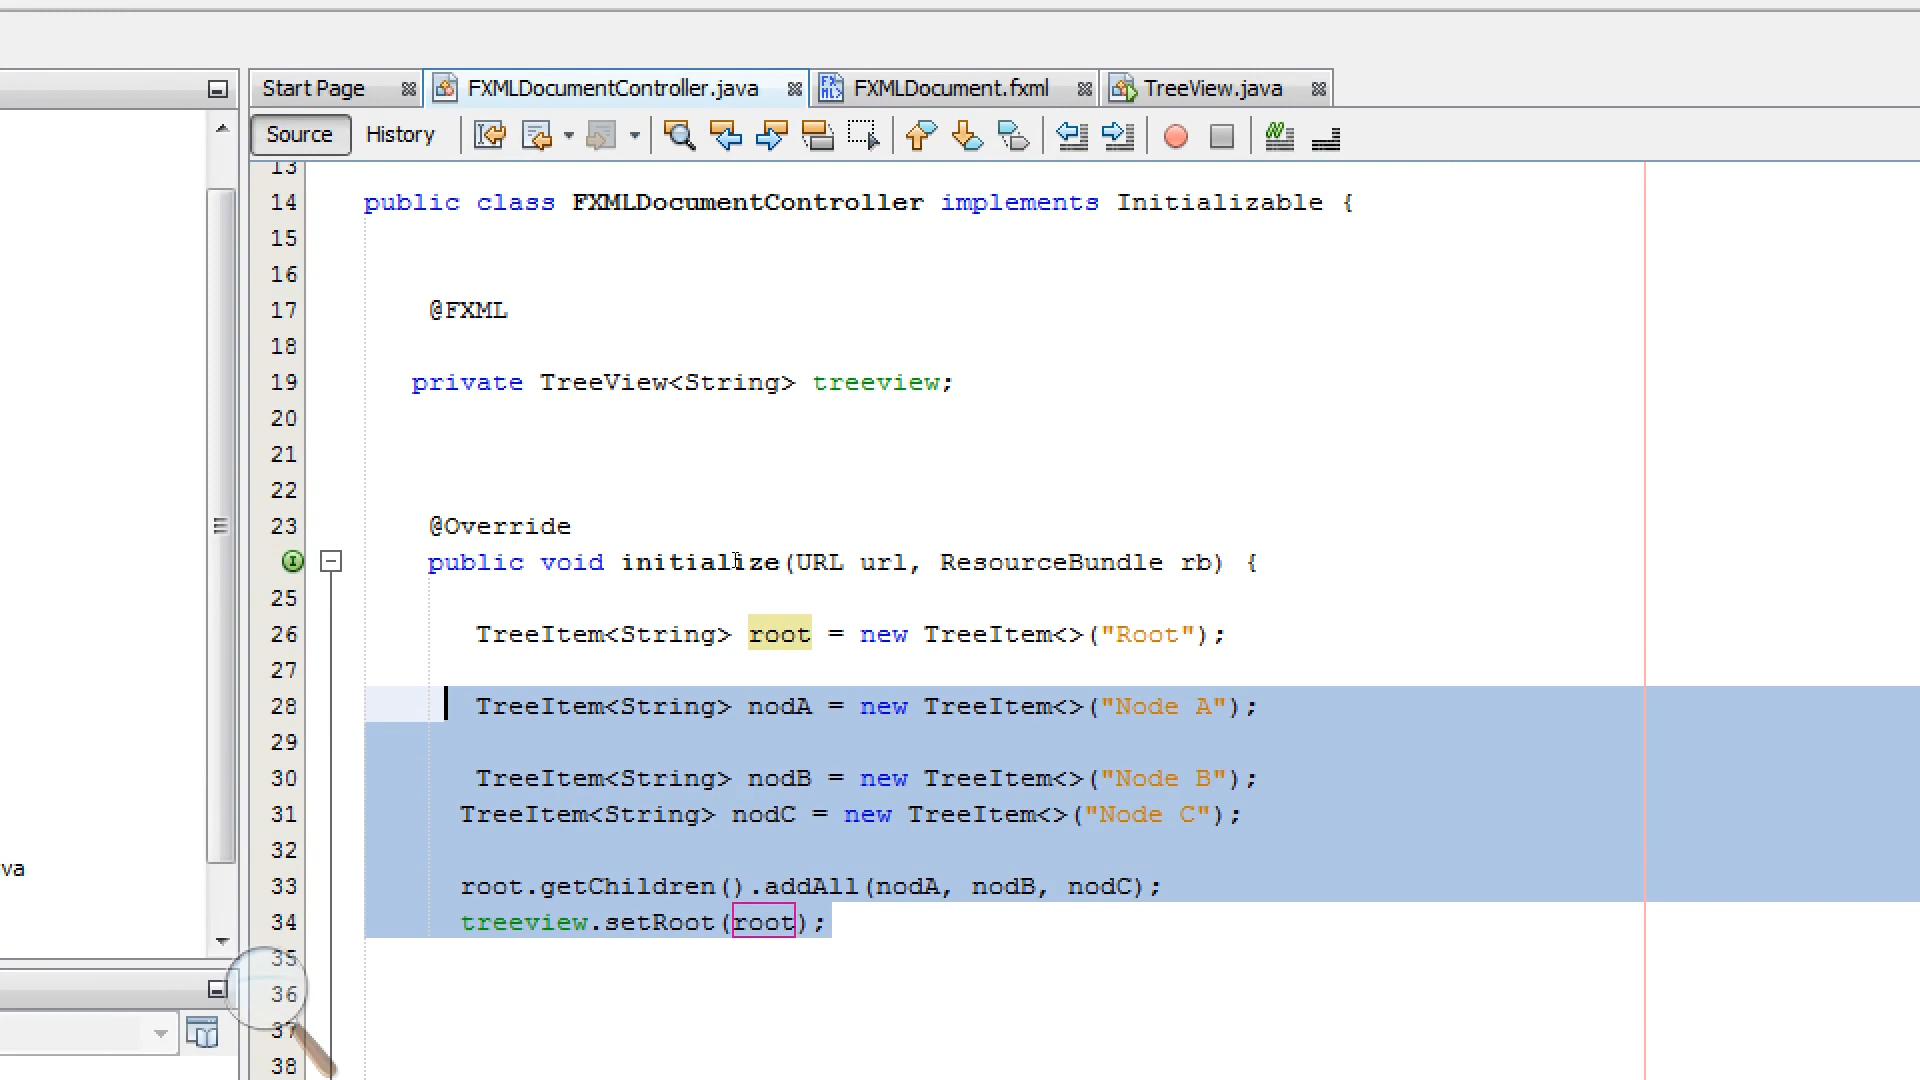 Start Page
FXMLDocumentController.java
FXMLDocument.fxml
TreeView.java
Source
History
13
14 public class FXMLDocumentController implements Initializable {
15
16
17 @FXML
18
19 private TreeView<String> treeview;
20
21
22
23 @Override
public void initialize(URL url, ResourceBundle rb) {
25
26 TreeItem<String> root = new TreeItem<>("Root");
27
28 TreeItem<String> nodA = new TreeItem<>("Node A");
29
30 TreeItem<String> nodB = new TreeItem<>("Node B");
31 TreeItem<String> nodC = new TreeItem<>("Node C");
32
33 root.getChildren().addAll(nodA, nodB, nodC);
34 treeview.setRoot(root);
35
36
37
38
va